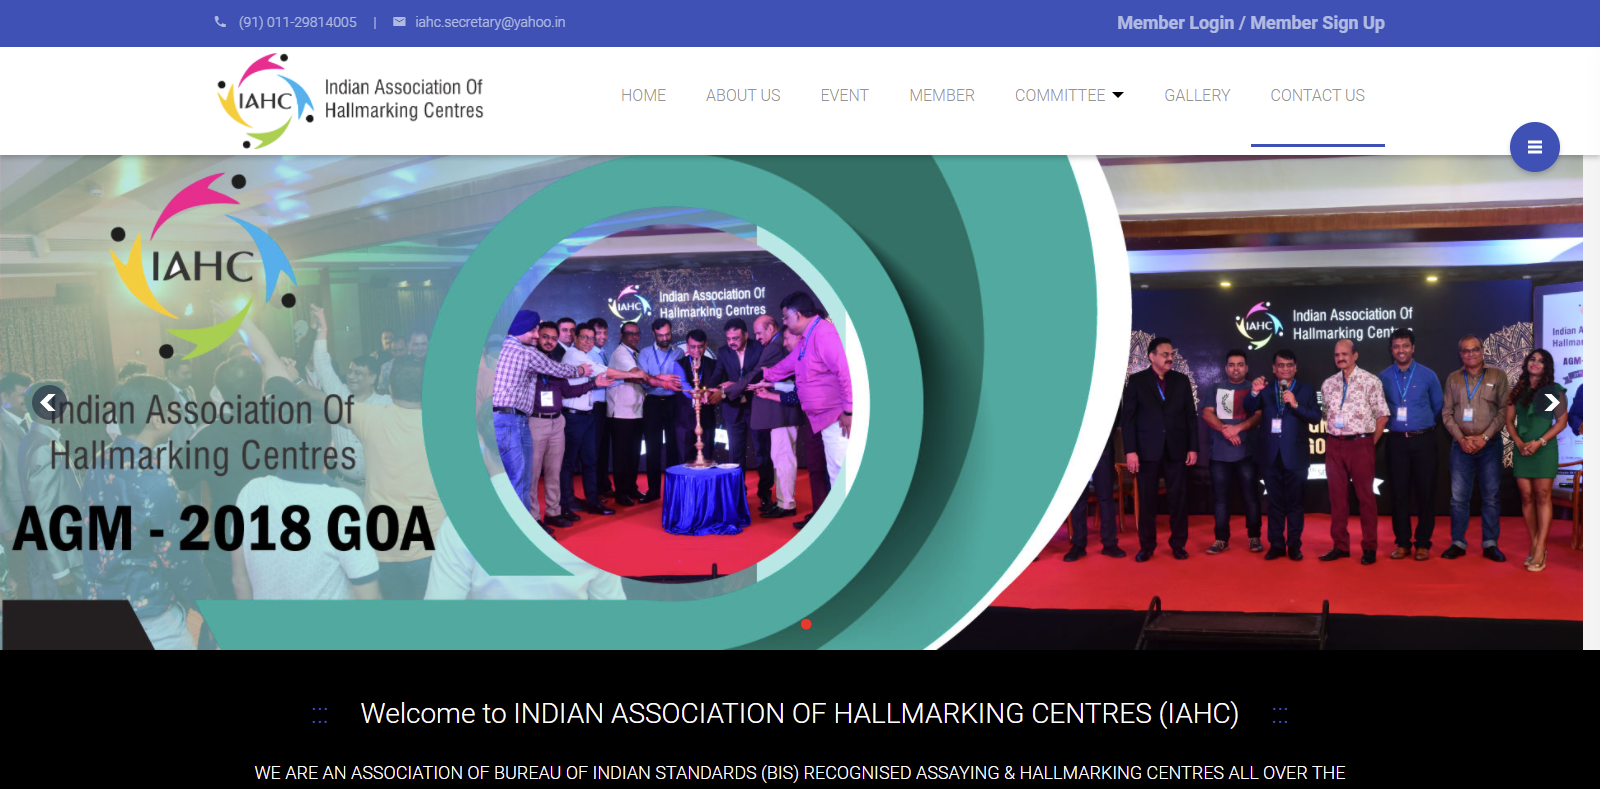 (91) 011-29814005 | iahc.secretary@yahoo.in
Member Login / Member Sign Up
IAHC
Indian Association Of
Hallmarking Centres
HOME ABOUT US EVENT MEMBER COMMITTEE GALLERY CONTACT US
IAHC
Indian Association Of
Hallmarking Centres
AGM - 2018 GOA
IAHC
Indian Association Of
Hallmarking Centres
IAHC
Indian Association Of
Hallmarking Centres
Welcome to INDIAN ASSOCIATION OF HALLMARKING CENTRES (IAHC)
WE ARE AN ASSOCIATION OF BUREAU OF INDIAN STANDARDS (BIS) RECOGNISED ASSAYING & HALLMARKING CENTRES ALL OVER THE